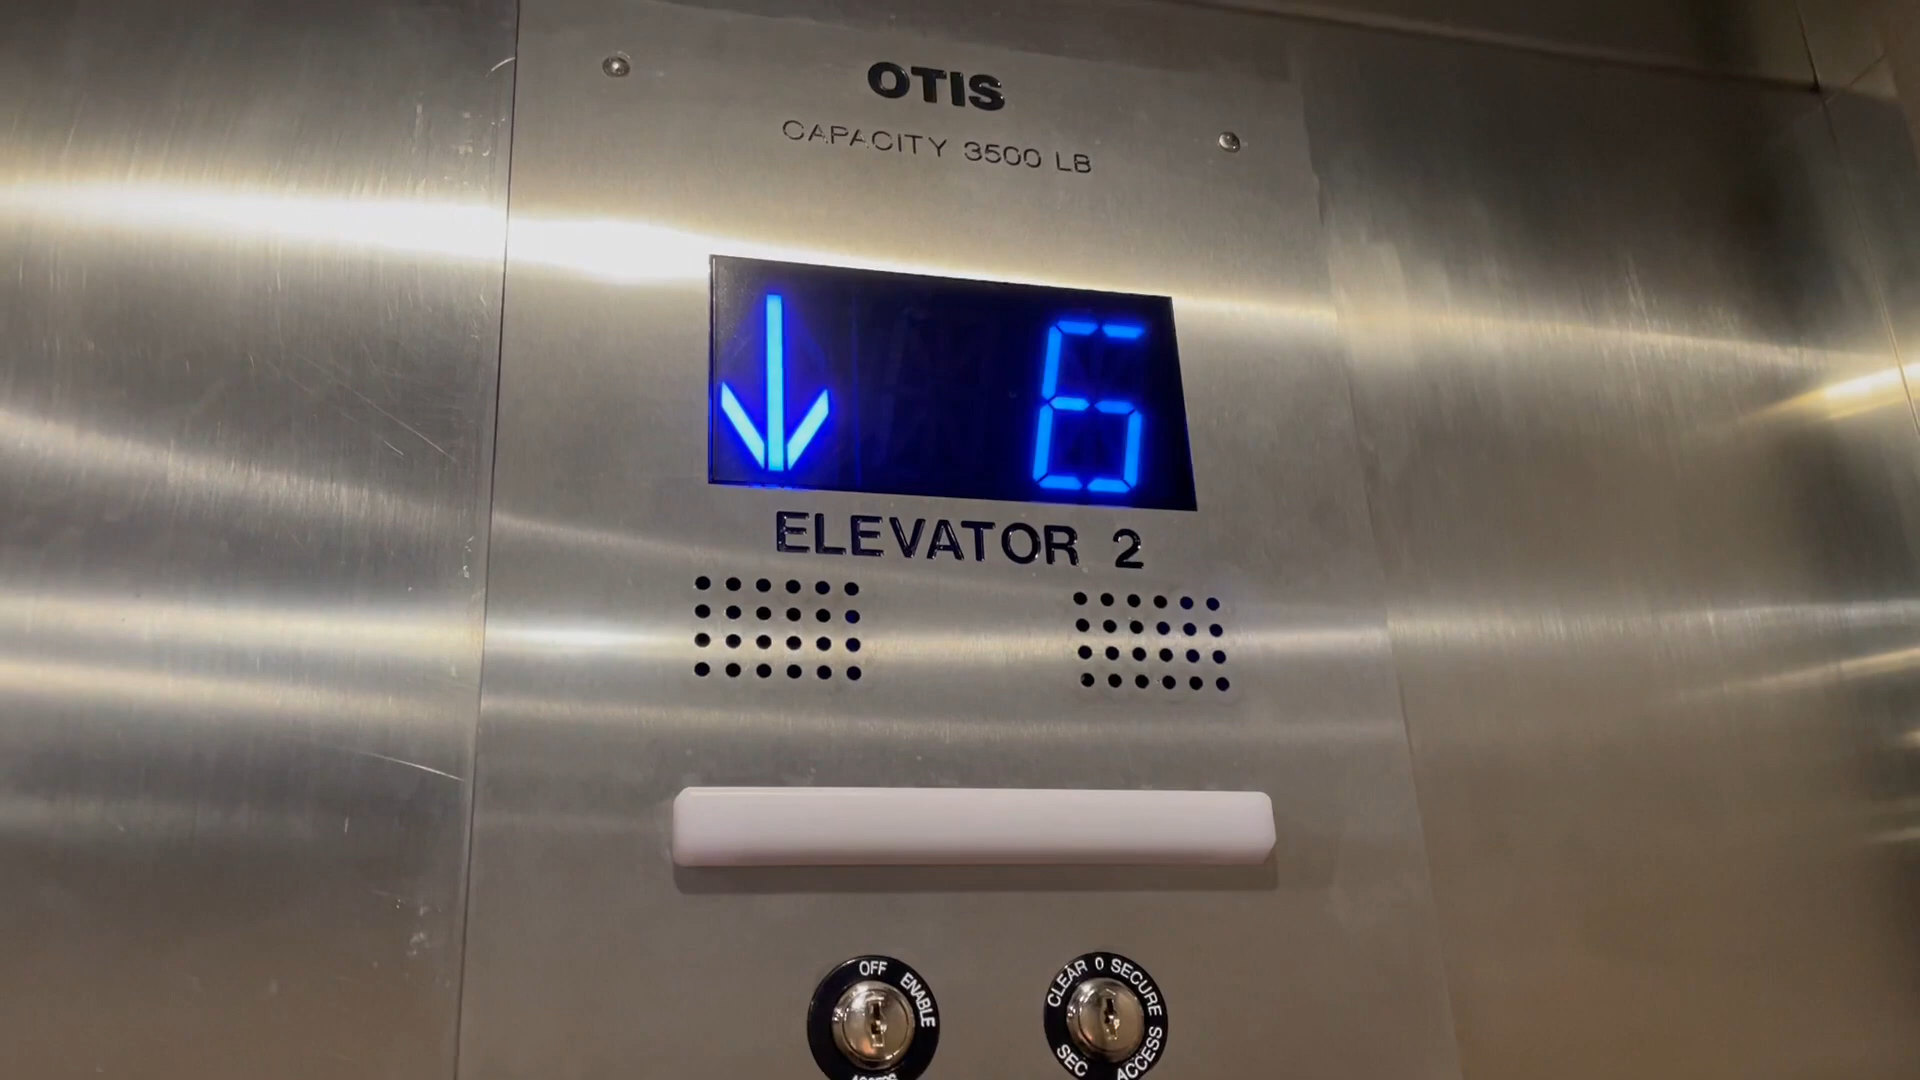 OTIS
CAPACITY 3500 LB
6
ELEVATOR 2
OFF ENABLE
CLEAR 0 SECURE
SEC ACCESS